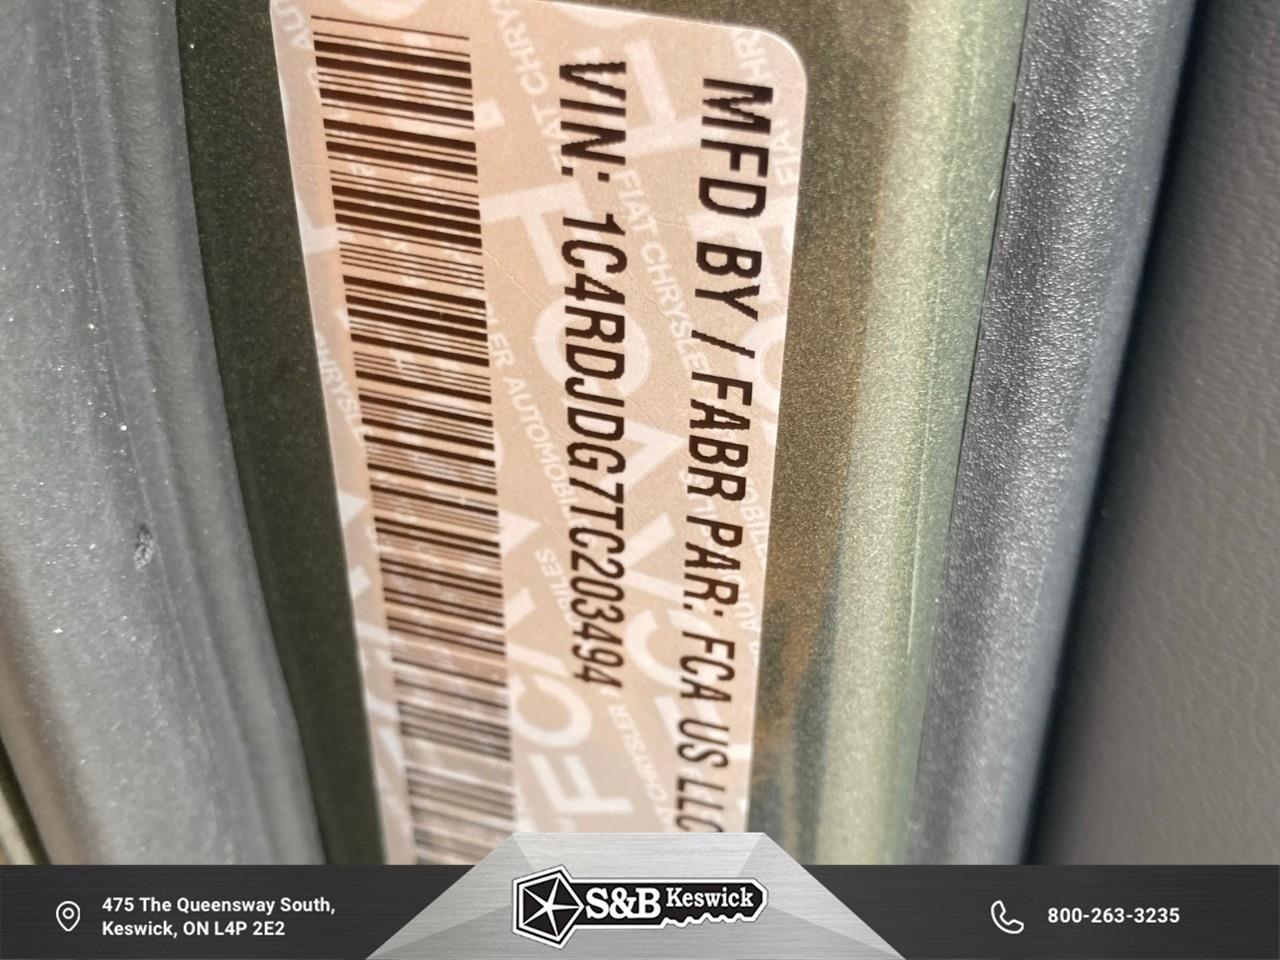 MFD BY / FABR PAR: FCA US LLC
VIN: 1C4RDJDG7TC203494
475 The Queensway South,
Keswick, ON L4P 2E2
S&B Keswick
800-263-3235